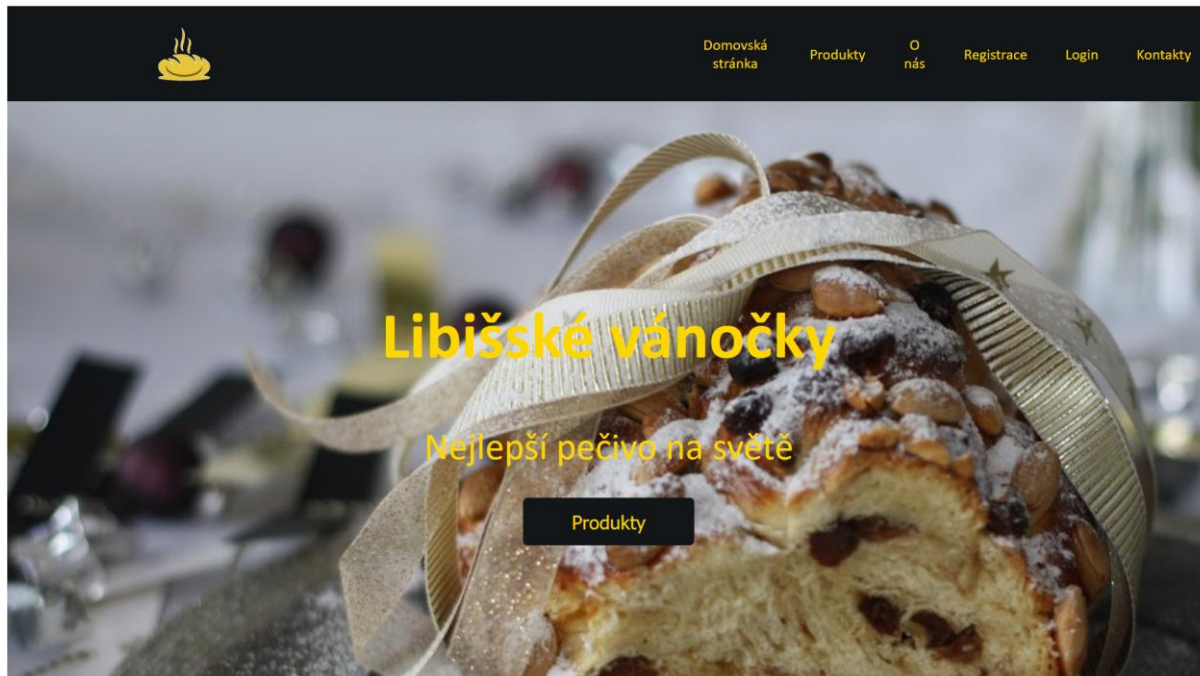 Domovská
stránka
Produkty
O
nás
Registrace
Login
Kontakty
Libišské vánočky
Nejlepší pečivo na světě
Produkty